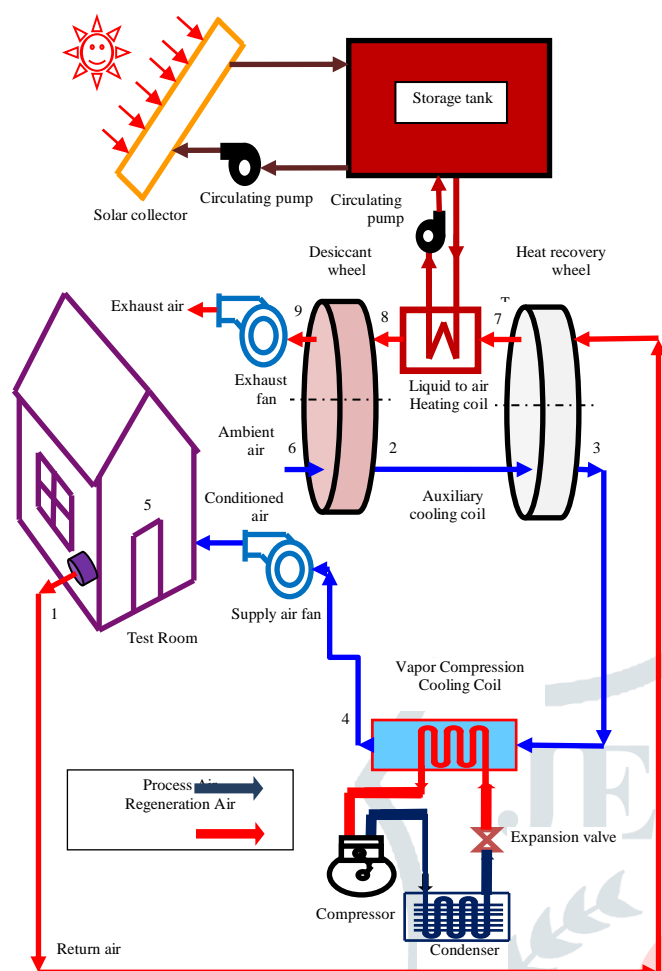 Storage tank
Circulating pump
Circulating
pump
Solar collector
Desiccant
wheel
Heat recovery
wheel
Exhaust air
9
8
7
Exhaust
fan
Liquid to air
Heating coil
Ambient
air
6
2
3
Conditioned
air
Auxiliary
cooling coil
5
1
Supply air fan
Test Room
Vapor Compression
Cooling Coil
4
Process Air
Regeneration Air
Expansion valve
Compressor
Condenser
Return air